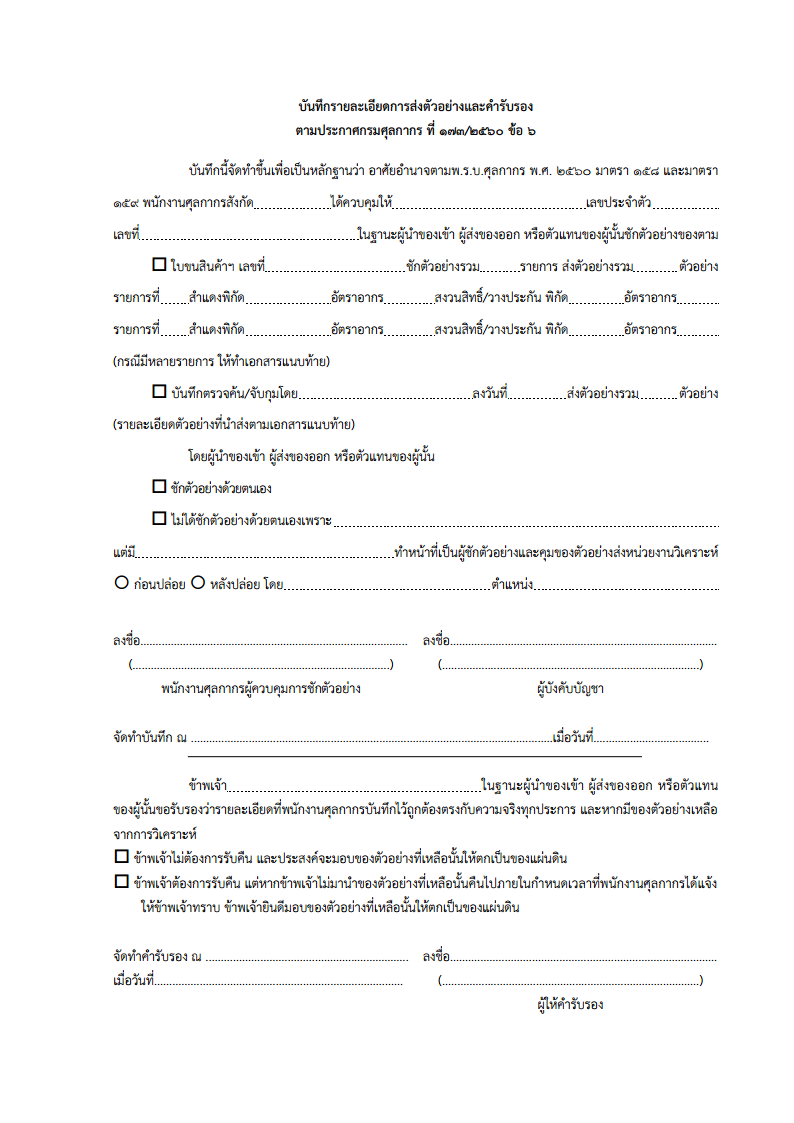 บันทึกรายละเอียดการส่งตัวอย่างและคำรับรอง
ตามประกาศกรมศุลกากร ที่ ๑๗๓/๒๕๖๐ ข้อ ๖
บันทึกนี้จัดทำขึ้นเพื่อเป็นหลักฐานว่า อาศัยอำนาจตามพ.ร.บ.ศุลกากร พ.ศ. ๒๕๖๐ มาตรา ๑๕๘ และมาตรา
๑๕๙ พนักงานศุลกากรสังกัด....................ได้ควบคุมให้..................................................เลขประจำตัว.................
เลขที่........................................................ในฐานะผู้นำของเข้า ผู้ส่งของออก หรือตัวแทนของผู้นั้นชักตัวอย่างของตาม
☐ ใบขนสินค้าฯ เลขที่....................................ชักตัวอย่างรวม..........รายการ ส่งตัวอย่างรวม...........ตัวอย่าง
รายการที่.......สำแดงพิกัด......................อัตราอากร.............สงวนสิทธิ์/วางประกัน พิกัด..............อัตราอากร...........
รายการที่.......สำแดงพิกัด......................อัตราอากร.............สงวนสิทธิ์/วางประกัน พิกัด..............อัตราอากร...........
(กรณีมีหลายรายการ ให้ทำเอกสารแนบท้าย)
☐ บันทึกตรวจค้น/จับกุมโดย.............................................ลงวันที่...............ส่งตัวอย่างรวม..........ตัวอย่าง
(รายละเอียดตัวอย่างที่นำส่งตามเอกสารแนบท้าย)
โดยผู้นำของเข้า ผู้ส่งของออก หรือตัวแทนของผู้นั้น
☐ ชักตัวอย่างด้วยตนเอง
☐ ไม่ได้ชักตัวอย่างด้วยตนเองเพราะ....................................................................................................
แต่มี...................................................................ทำหน้าที่เป็นผู้ชักตัวอย่างและคุมของตัวอย่างส่งหน่วยงานวิเคราะห์
○ ก่อนปล่อย ○ หลังปล่อย โดย......................................................ตำแหน่ง................................................
ลงชื่อ......................................................................................... ลงชื่อ.........................................................................................
(......................................................................................) (......................................................................................)
พนักงานศุลกากรผู้ควบคุมการชักตัวอย่าง ผู้บังคับบัญชา
จัดทำบันทึก ณ .........................................................................................................................เมื่อวันที่......................................
ข้าพเจ้า..................................................................ในฐานะผู้นำของเข้า ผู้ส่งของออก หรือตัวแทน
ของผู้นั้นขอรับรองว่ารายละเอียดที่พนักงานศุลกากรบันทึกไว้ถูกต้องตรงกับความจริงทุกประการ และหากมีของตัวอย่างเหลือ
จากการวิเคราะห์
☐ ข้าพเจ้าไม่ต้องการรับคืน และประสงค์จะมอบของตัวอย่างที่เหลือนั้นให้ตกเป็นของแผ่นดิน
☐ ข้าพเจ้าต้องการรับคืน แต่หากข้าพเจ้าไม่มานำของตัวอย่างที่เหลือนั้นคืนไปภายในกำหนดเวลาที่พนักงานศุลกากรได้แจ้ง
ให้ข้าพเจ้าทราบ ข้าพเจ้ายินดีมอบของตัวอย่างที่เหลือนั้นให้ตกเป็นของแผ่นดิน
จัดทำคำรับรอง ณ .................................................................... ลงชื่อ.........................................................................................
เมื่อวันที่................................................................................... (......................................................................................)
ผู้ให้คำรับรอง